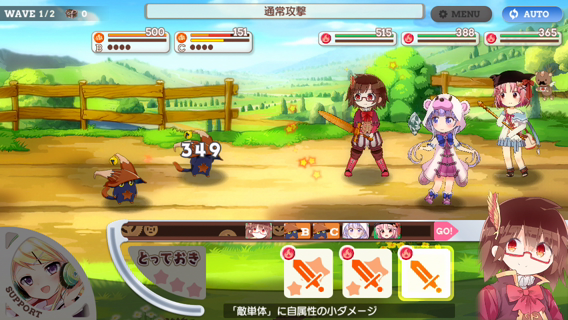 WAVE 1/2 0
通常攻撃
MENU
AUTO
500
B
151
C
515
388
365
349
B
C
GO!
とっておき
SUPPORT
「敵単体」に自属性の小ダメージ